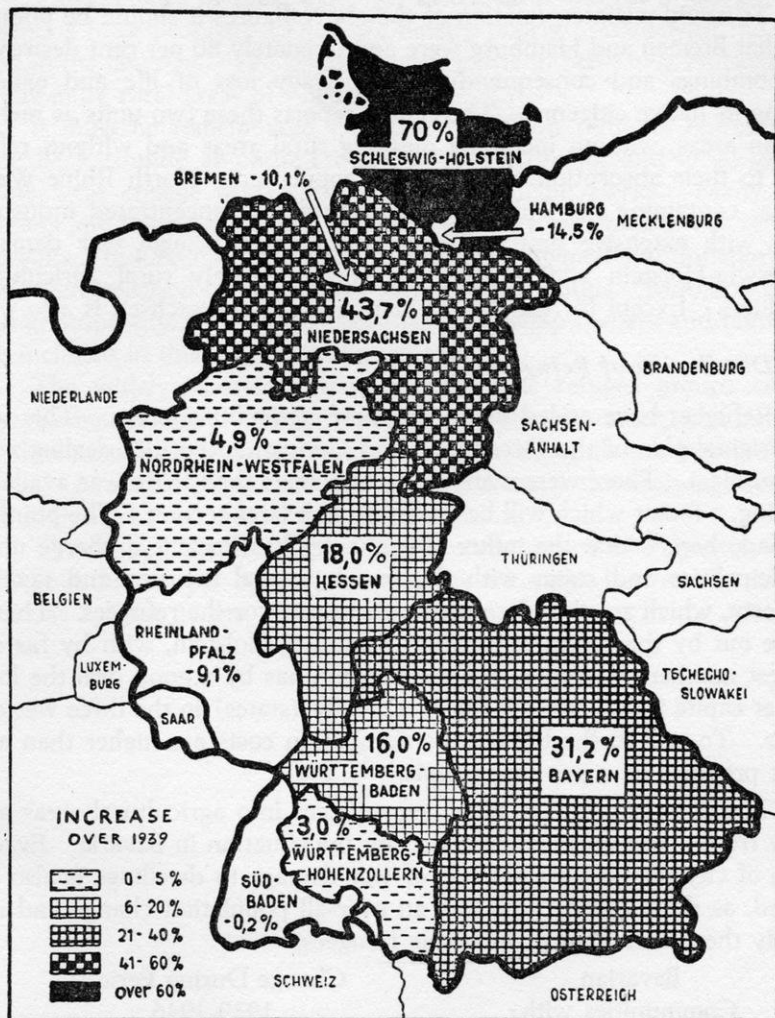 70%
SCHLESWIG-HOLSTEIN
BREMEN -10,1%
HAMBURG
-14,5%
MECKLENBURG
43,7%
NIEDERSACHSEN
BRANDENBURG
NIEDERLANDE
SACHSEN-
ANHALT
4,9%
NORDRHEIN-WESTFALEN
18,0%
HESSEN
THÜRINGEN
SACHSEN
BELGIEN
RHEINLAND-
PFALZ
-9,1%
LUXEM-
BURG
TSCHECHO-
SLOWAKEI
SAAR
16,0%
WÜRTTEMBERG-
BADEN
31,2%
BAYERN
3,0%
WÜRTTEMBERG-
HOHENZOLLERN
SÜD
BADEN
-0,2%
SCHWEIZ
ÖSTERREICH
INCREASE
OVER 1939
0- 5%
6-20%
21-40%
41-60%
over 60%